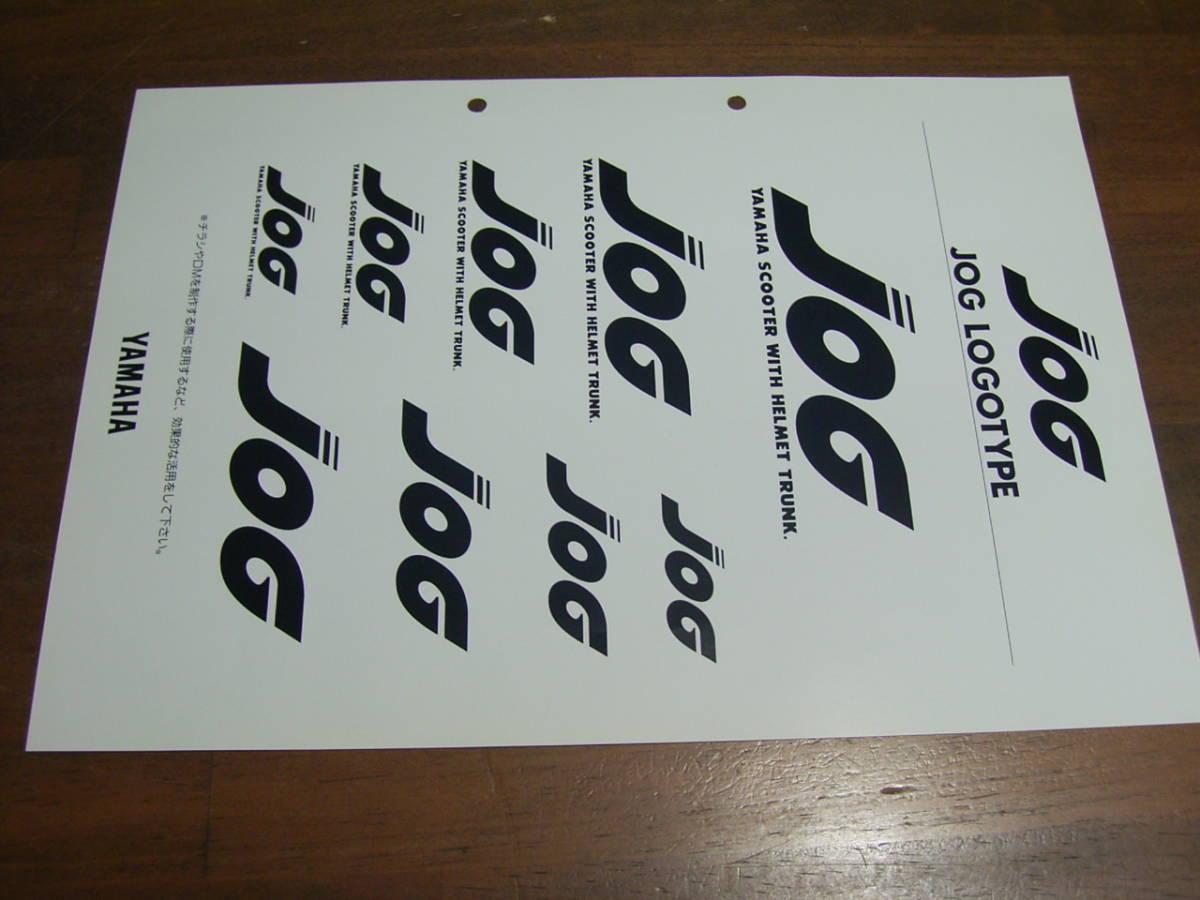 JOG
JOG LOGOTYPE
JOG
YAMAHA SCOOTER WITH HELMET TRUNK.
JOG
YAMAHA SCOOTER WITH HELMET TRUNK.
JOG
YAMAHA SCOOTER WITH HELMET TRUNK.
JOG
YAMAHA SCOOTER WITH HELMET TRUNK.
JOG
YAMAHA SCOOTER WITH HELMET TRUNK.
JOG
JOG
JOG
JOG
※チラシやDMを制作する際に使用するなど、効果的な活用をして下さい。
YAMAHA